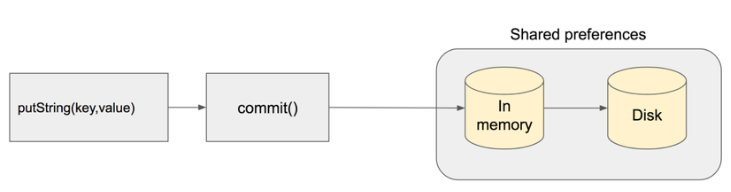 Shared preferences
putString(key,value)
commit()
In
memory
Disk